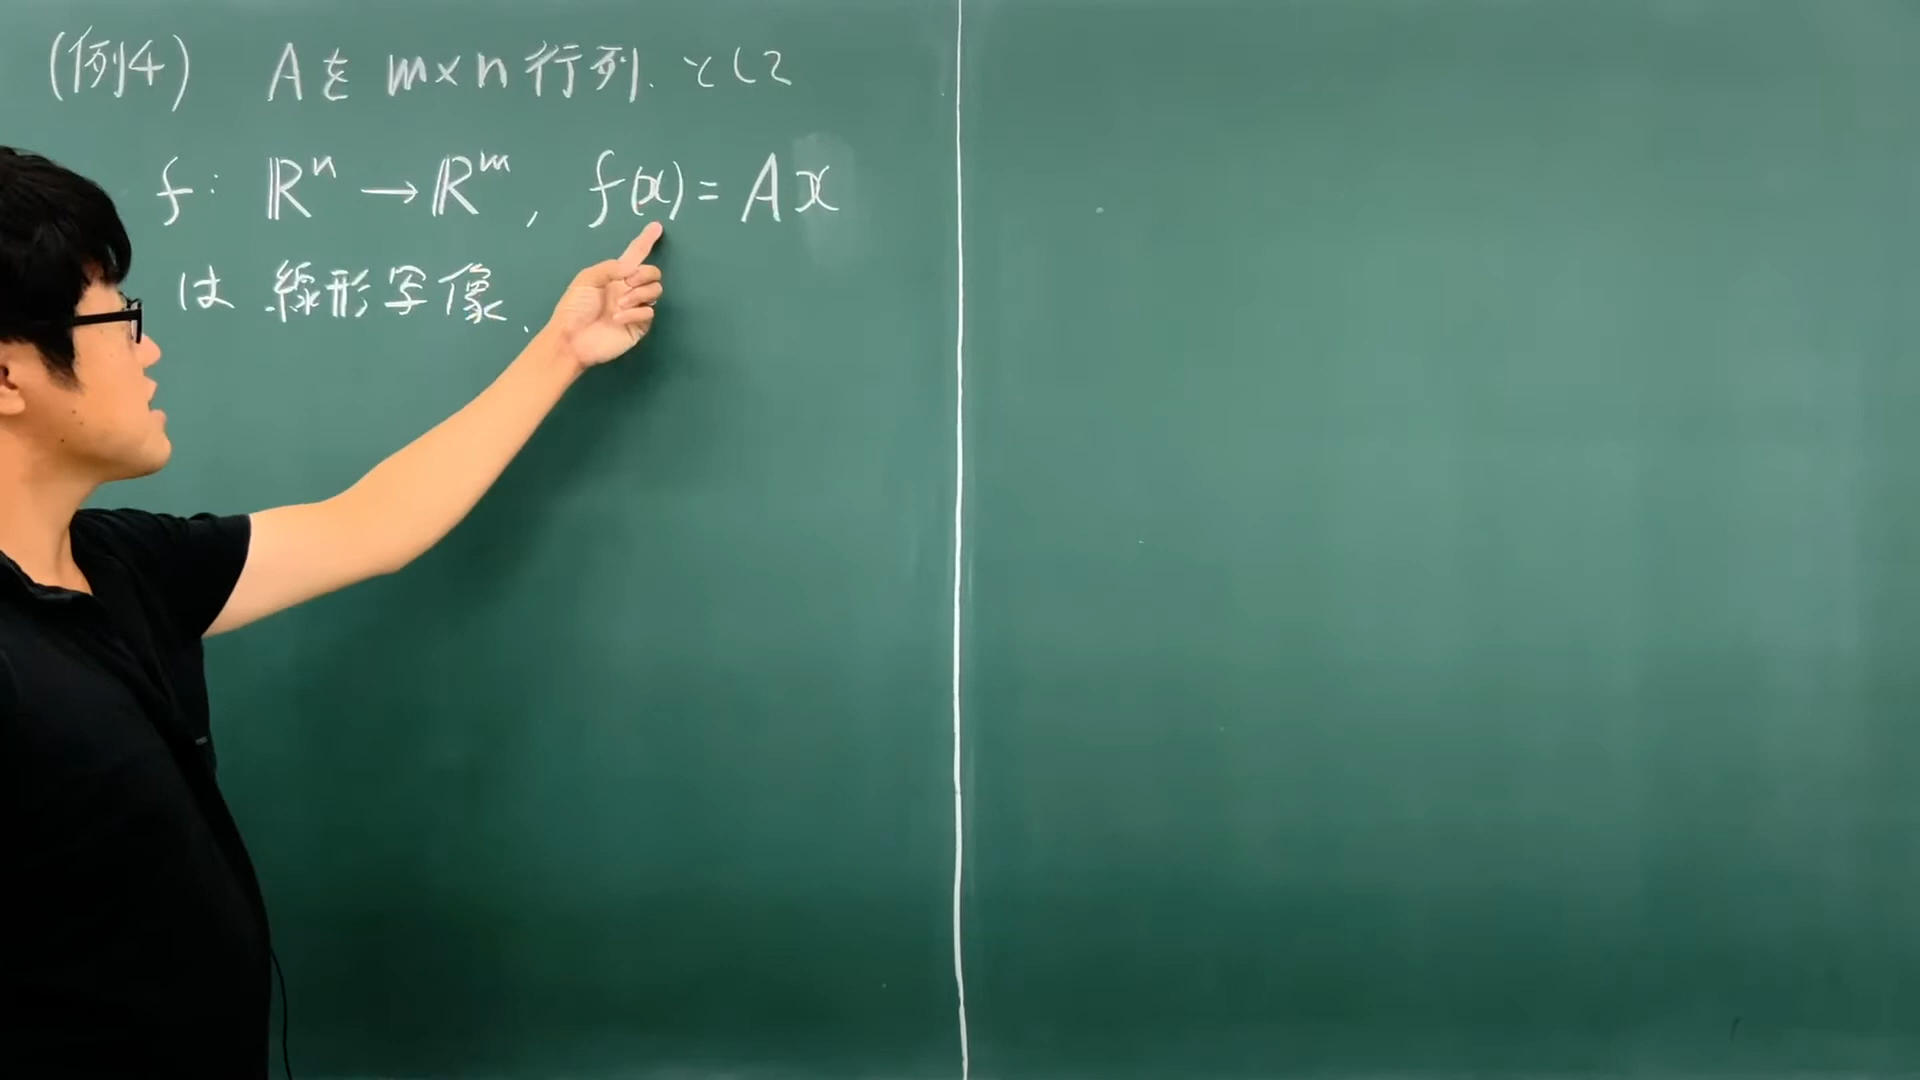 (例4) Aを m×n 行列. として
f: ℝⁿ → ℝᵐ, f(x) = Ax
は 線形写像.